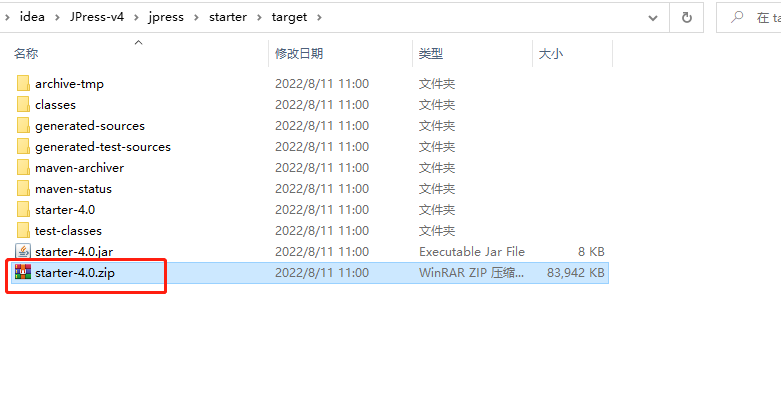 idea > JPress-v4 > jpress > starter > target > 在 ta
名称 修改日期 类型 大小
archive-tmp 2022/8/11 11:00 文件夹
classes 2022/8/11 11:00 文件夹
generated-sources 2022/8/11 11:00 文件夹
generated-test-sources 2022/8/11 11:00 文件夹
maven-archiver 2022/8/11 11:00 文件夹
maven-status 2022/8/11 11:00 文件夹
starter-4.0 2022/8/11 11:00 文件夹
test-classes 2022/8/11 11:00 文件夹
starter-4.0.jar 2022/8/11 11:00 Executable Jar File 8 KB
starter-4.0.zip 2022/8/11 11:00 WinRAR ZIP 压缩... 83,942 KB